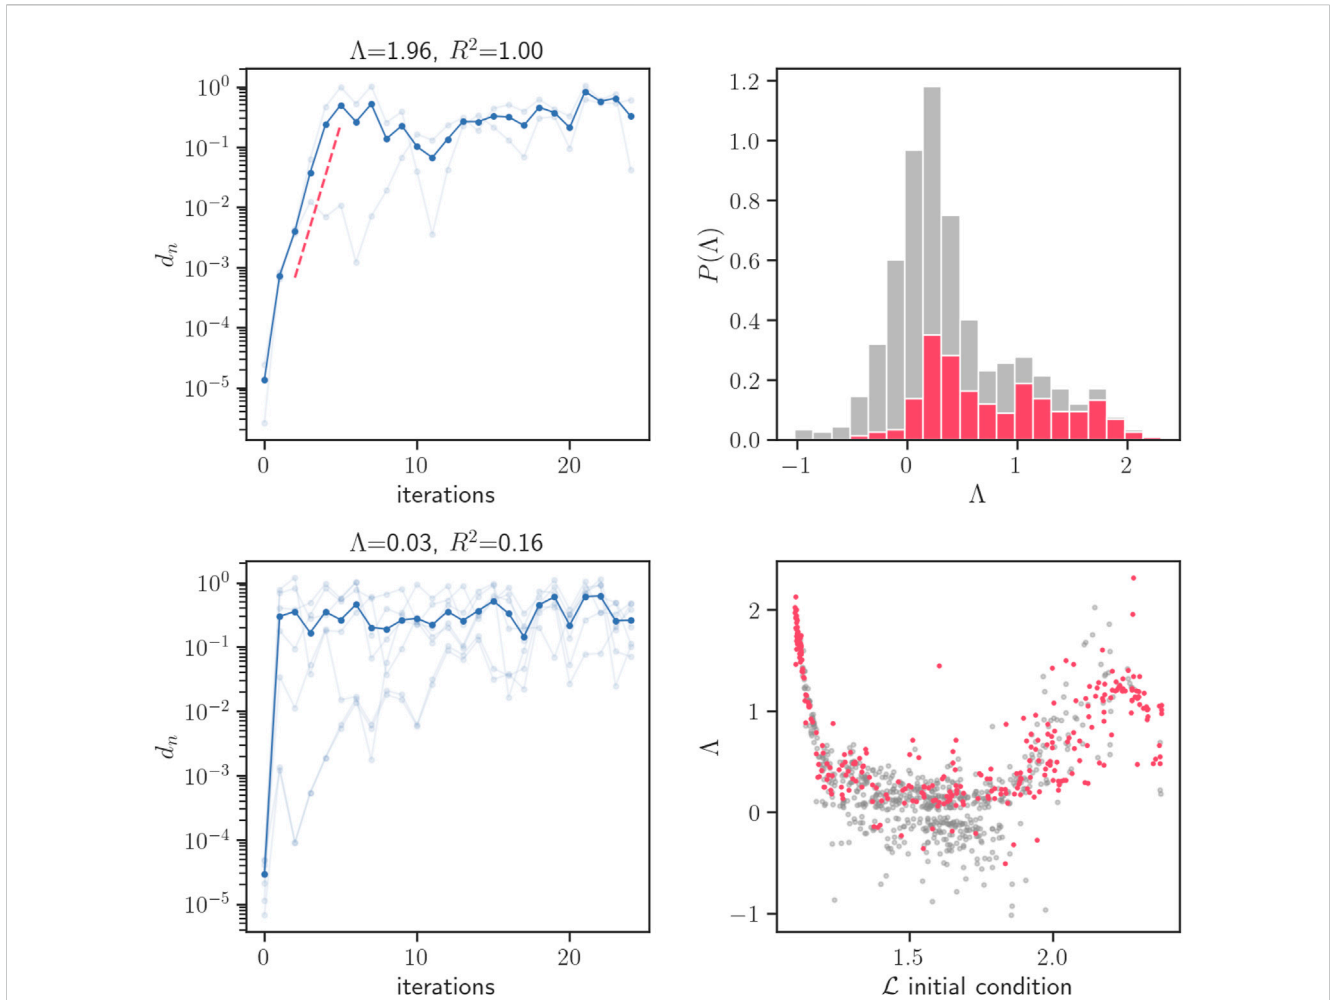 Λ=1.96, R²=1.00
10⁰
10⁻¹
10⁻²
10⁻³
10⁻⁴
10⁻⁵
dₙ
0 10 20
iterations
1.2
1.0
0.8
0.6
0.4
0.2
0.0
P(Λ)
−1 0 1 2
Λ
Λ=0.03, R²=0.16
10⁰
10⁻¹
10⁻²
10⁻³
10⁻⁴
10⁻⁵
dₙ
0 10 20
iterations
2
1
0
−1
Λ
1.5 2.0
ℒ initial condition